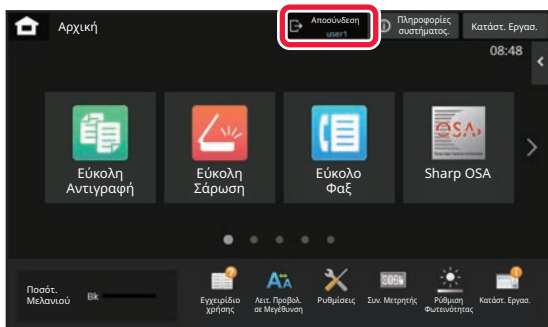 Αρχική
Αποσύνδεση
user1
Πληροφορίες
συστήματος.
Κατάστ. Εργασ.
08:48
Εύκολη
Αντιγραφή
Εύκολη
Σάρωση
Εύκολο
Φαξ
Sharp OSA
Ποσότ.
Μελανιού
Bk
Εγχειρίδιο
χρήσης
Λειτ. Προβολ.
σε Μεγέθυνση
Ρυθμίσεις
Συν. Μετρητής
Ρύθμιση
Φωτεινότητας
Κατάστ. Εργασ.